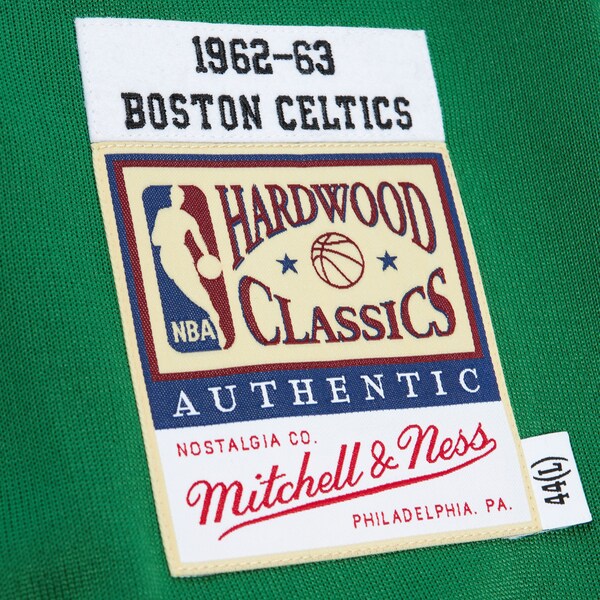 1962-63
BOSTON CELTICS
HARDWOOD
CLASSICS
NBA
AUTHENTIC
NOSTALGIA CO.
Mitchell & Ness
PHILADELPHIA, PA.
44(L)